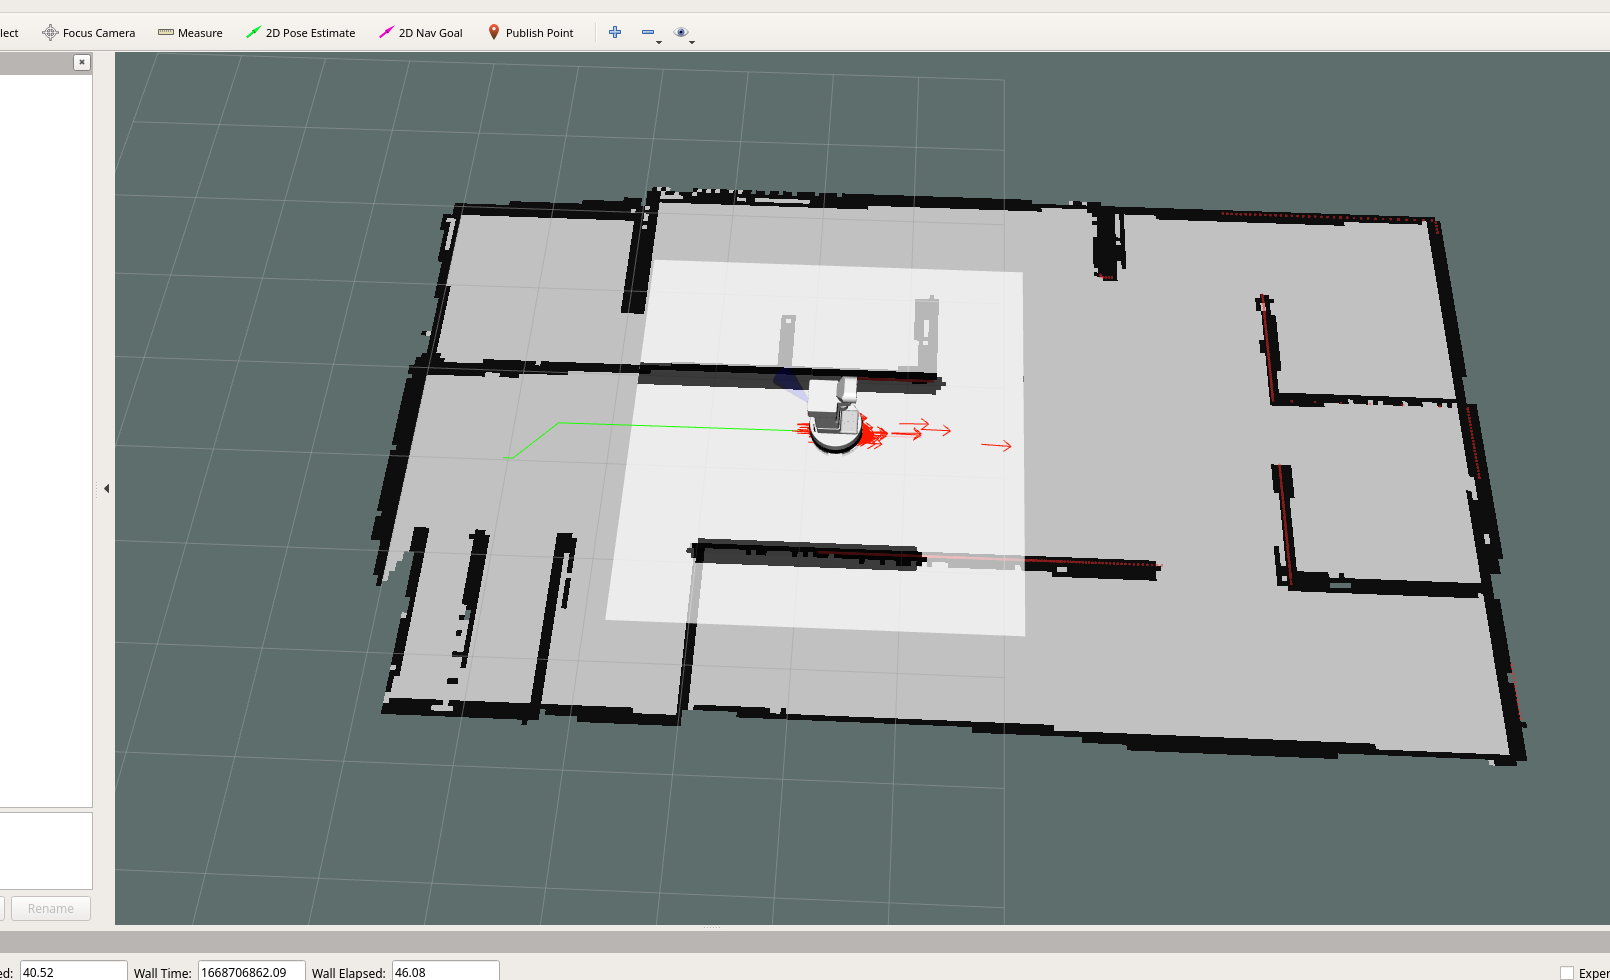 lect Focus Camera Measure 2D Pose Estimate 2D Nav Goal Publish Point
Rename
ed: 40.52 Wall Time: 1668706862.09 Wall Elapsed: 46.08 Exper